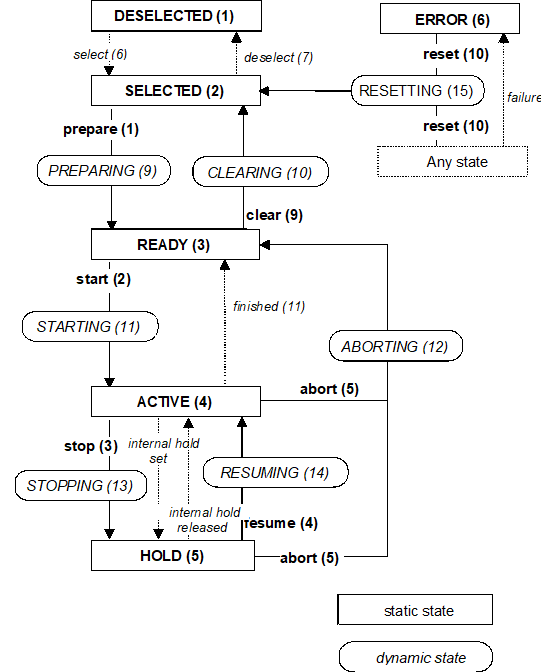 DESELECTED (1)
ERROR (6)
select (6)
deselect (7)
reset (10)
SELECTED (2)
RESETTING (15)
failure
prepare (1)
reset (10)
Any state
PREPARING (9)
CLEARING (10)
clear (9)
READY (3)
start (2)
finished (11)
STARTING (11)
ABORTING (12)
ACTIVE (4)
abort (5)
stop (3)
internal hold
set
RESUMING (14)
STOPPING (13)
internal hold
released
resume (4)
HOLD (5)
abort (5)
static state
dynamic state